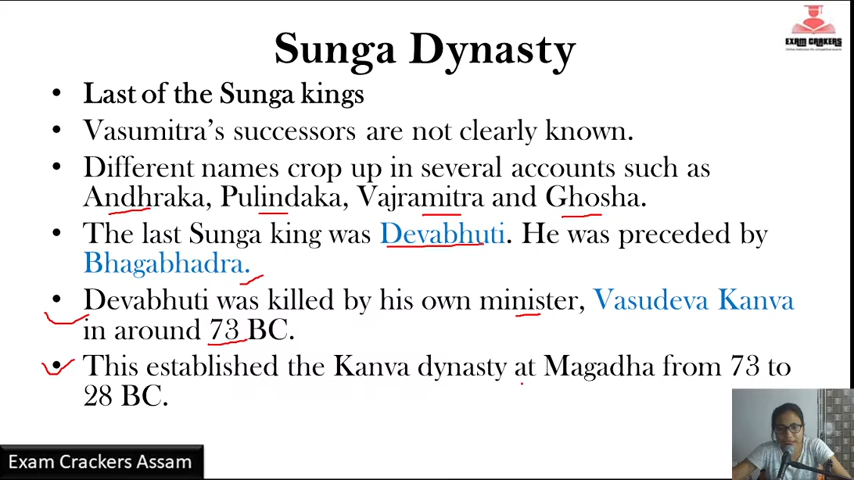 EXAM CRAKERS
Sunga Dynasty
• Last of the Sunga kings
• Vasumitra's successors are not clearly known.
• Different names crop up in several accounts such as
Andhraka, Pulindaka, Vajramitra and Ghosha.
• The last Sunga king was Devabhuti. He was preceded by
Bhagabhadra.
• Devabhuti was killed by his own minister, Vasudeva Kanva
in around 73 BC.
• This established the Kanva dynasty at Magadha from 73 to
28 BC.
Exam Crackers Assam